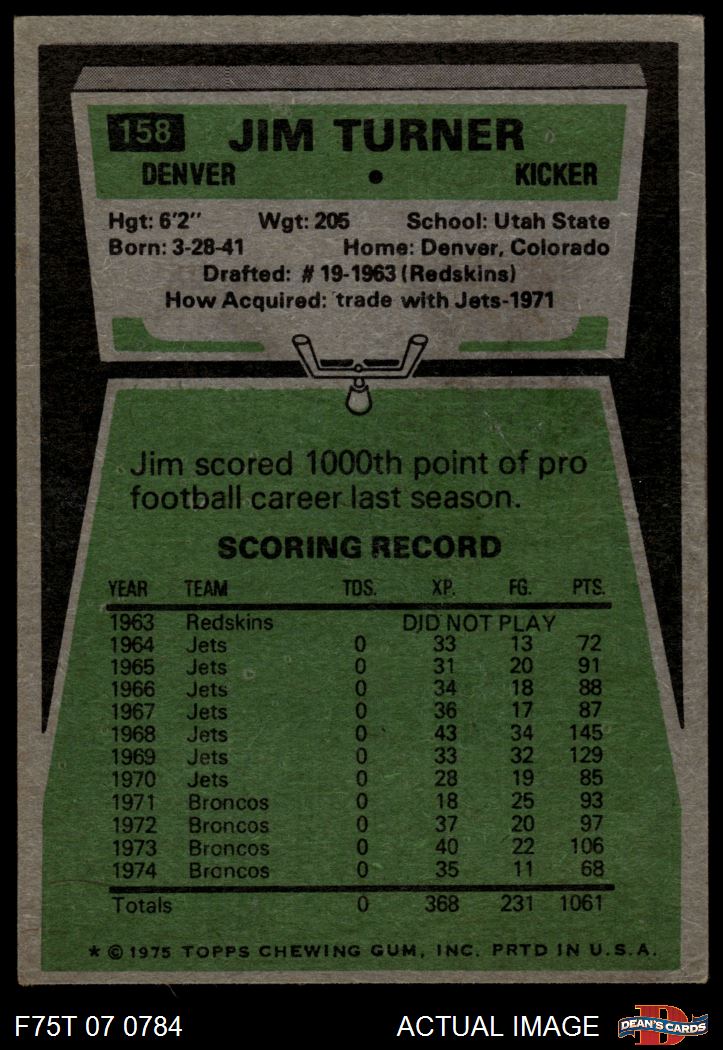 158 JIM TURNER
DENVER • KICKER
Hgt: 6'2" Wgt: 205 School: Utah State
Born: 3-28-41 Home: Denver, Colorado
Drafted: #19-1963 (Redskins)
How Acquired: trade with Jets-1971
Jim scored 1000th point of pro
football career last season.
SCORING RECORD
YEAR TEAM TDS. XP. FG. PTS.
1963 Redskins DID NOT PLAY
1964 Jets 0 33 13 72
1965 Jets 0 31 20 91
1966 Jets 0 34 18 88
1967 Jets 0 36 17 87
1968 Jets 0 43 34 145
1969 Jets 0 33 32 129
1970 Jets 0 28 19 85
1971 Broncos 0 18 25 93
1972 Broncos 0 37 20 97
1973 Broncos 0 40 22 106
1974 Broncos 0 35 11 68
Totals 0 368 231 1061
* © 1975 TOPPS CHEWING GUM, INC. PRTD IN U.S.A.
F75T 07 0784 ACTUAL IMAGE D DEAN'S CARDS